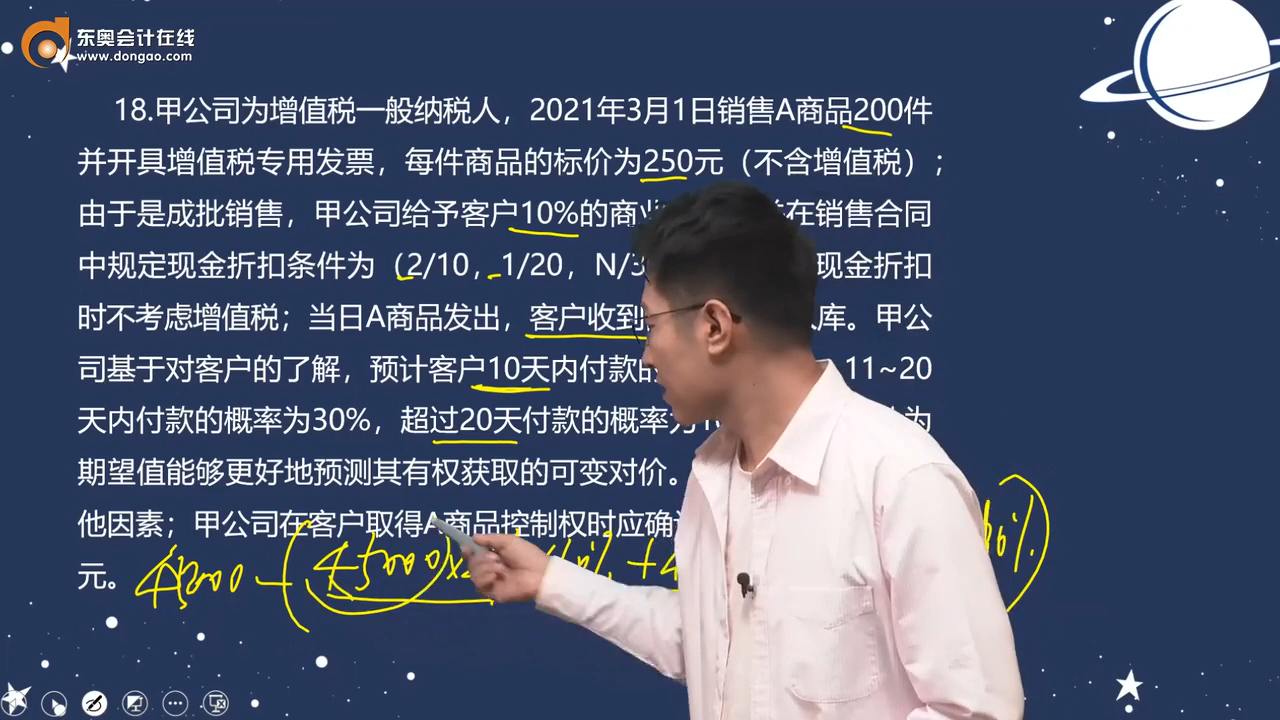 东奥会计在线
www.dongao.com
18.甲公司为增值税一般纳税人，2021年3月1日销售A商品200件
并开具增值税专用发票，每件商品的标价为250元（不含增值税）；
由于是成批销售，甲公司给予客户10%的商业 在销售合同
中规定现金折扣条件为（2/10，1/20，N/3 现金折扣
时不考虑增值税；当日A商品发出，客户收到 库。甲公
司基于对客户的了解，预计客户10天内付款的 11~20
天内付款的概率为30%，超过20天付款的概率为 为
期望值能够更好地预测其有权获取的可变对价。
他因素；甲公司在客户取得A商品控制权时应确
元。
45000 - (45000×